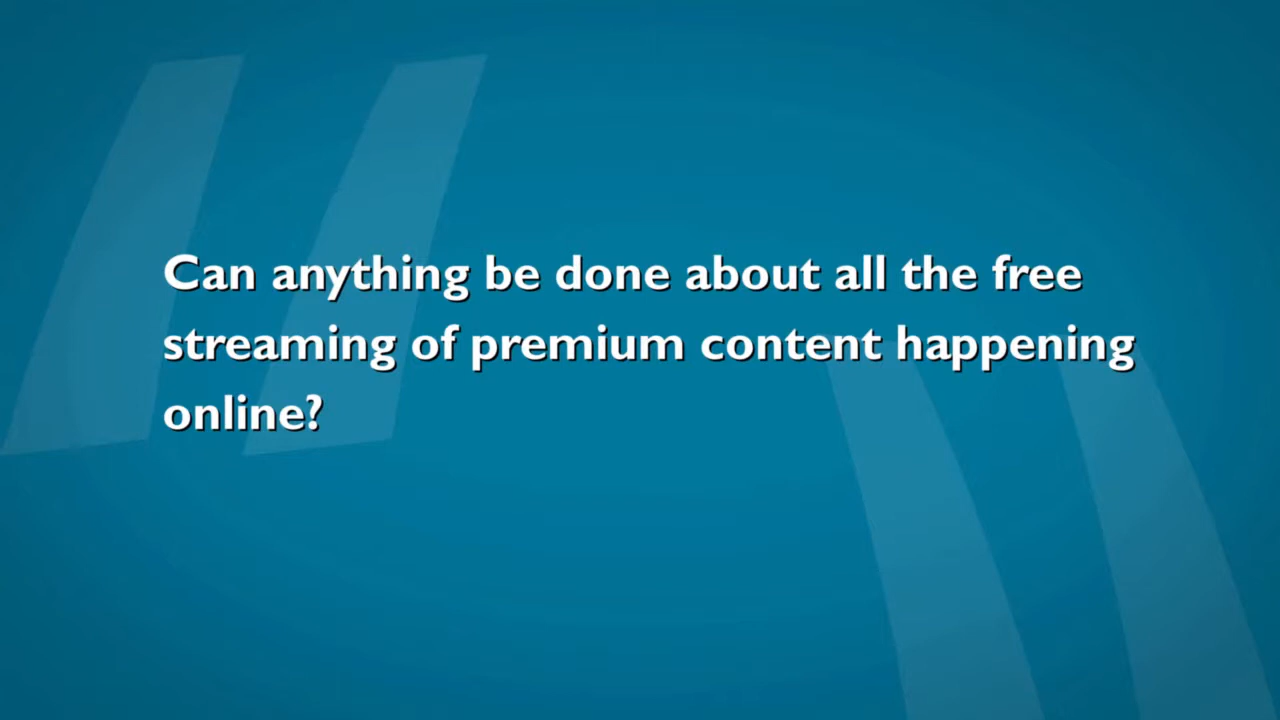 Can anything be done about all the free
streaming of premium content happening
online?